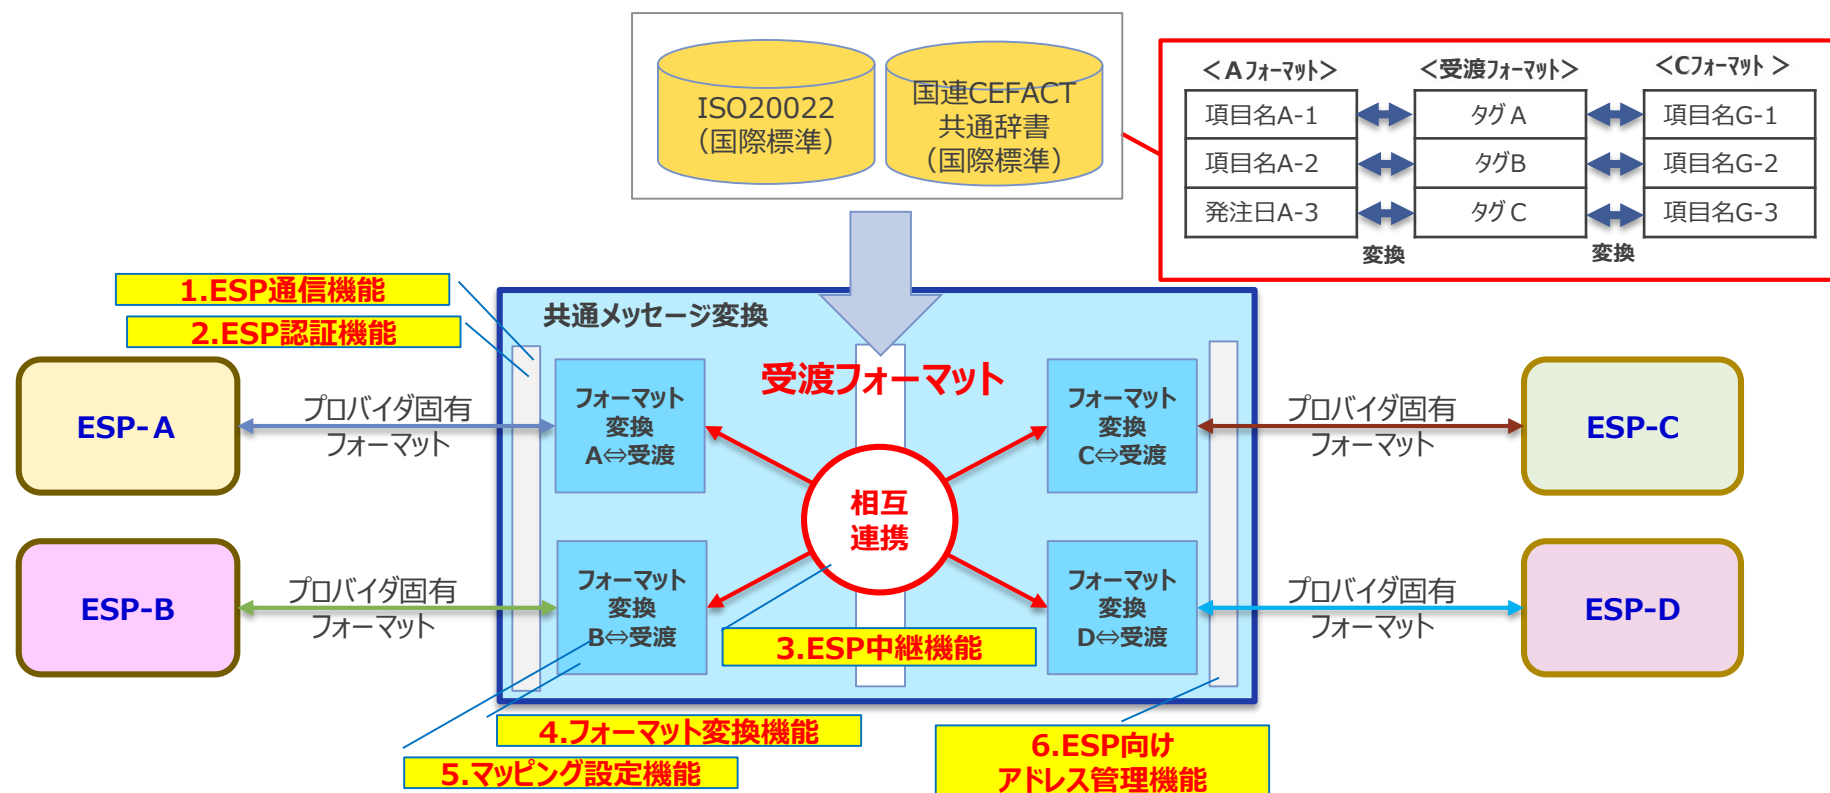 ISO20022
（国際標準）
国連CEFACT
共通辞書
（国際標準）
＜Aフォーマット＞
＜受渡フォーマット＞
＜Cフォーマット ＞
項目名A-1
タグA
項目名G-1
項目名A-2
タグB
項目名G-2
発注日A-3
タグC
項目名G-3
変換
変換
1.ESP通信機能
2.ESP認証機能
共通メッセージ変換
受渡フォーマット
ESP-A
プロバイダ固有
フォーマット
フォーマット
変換
A⇔受渡
フォーマット
変換
C⇔受渡
プロバイダ固有
フォーマット
ESP-C
相互
連携
ESP-B
プロバイダ固有
フォーマット
フォーマット
変換
B⇔受渡
フォーマット
変換
D⇔受渡
プロバイダ固有
フォーマット
ESP-D
3.ESP中継機能
4.フォーマット変換機能
5.マッピング設定機能
6.ESP向け
アドレス管理機能